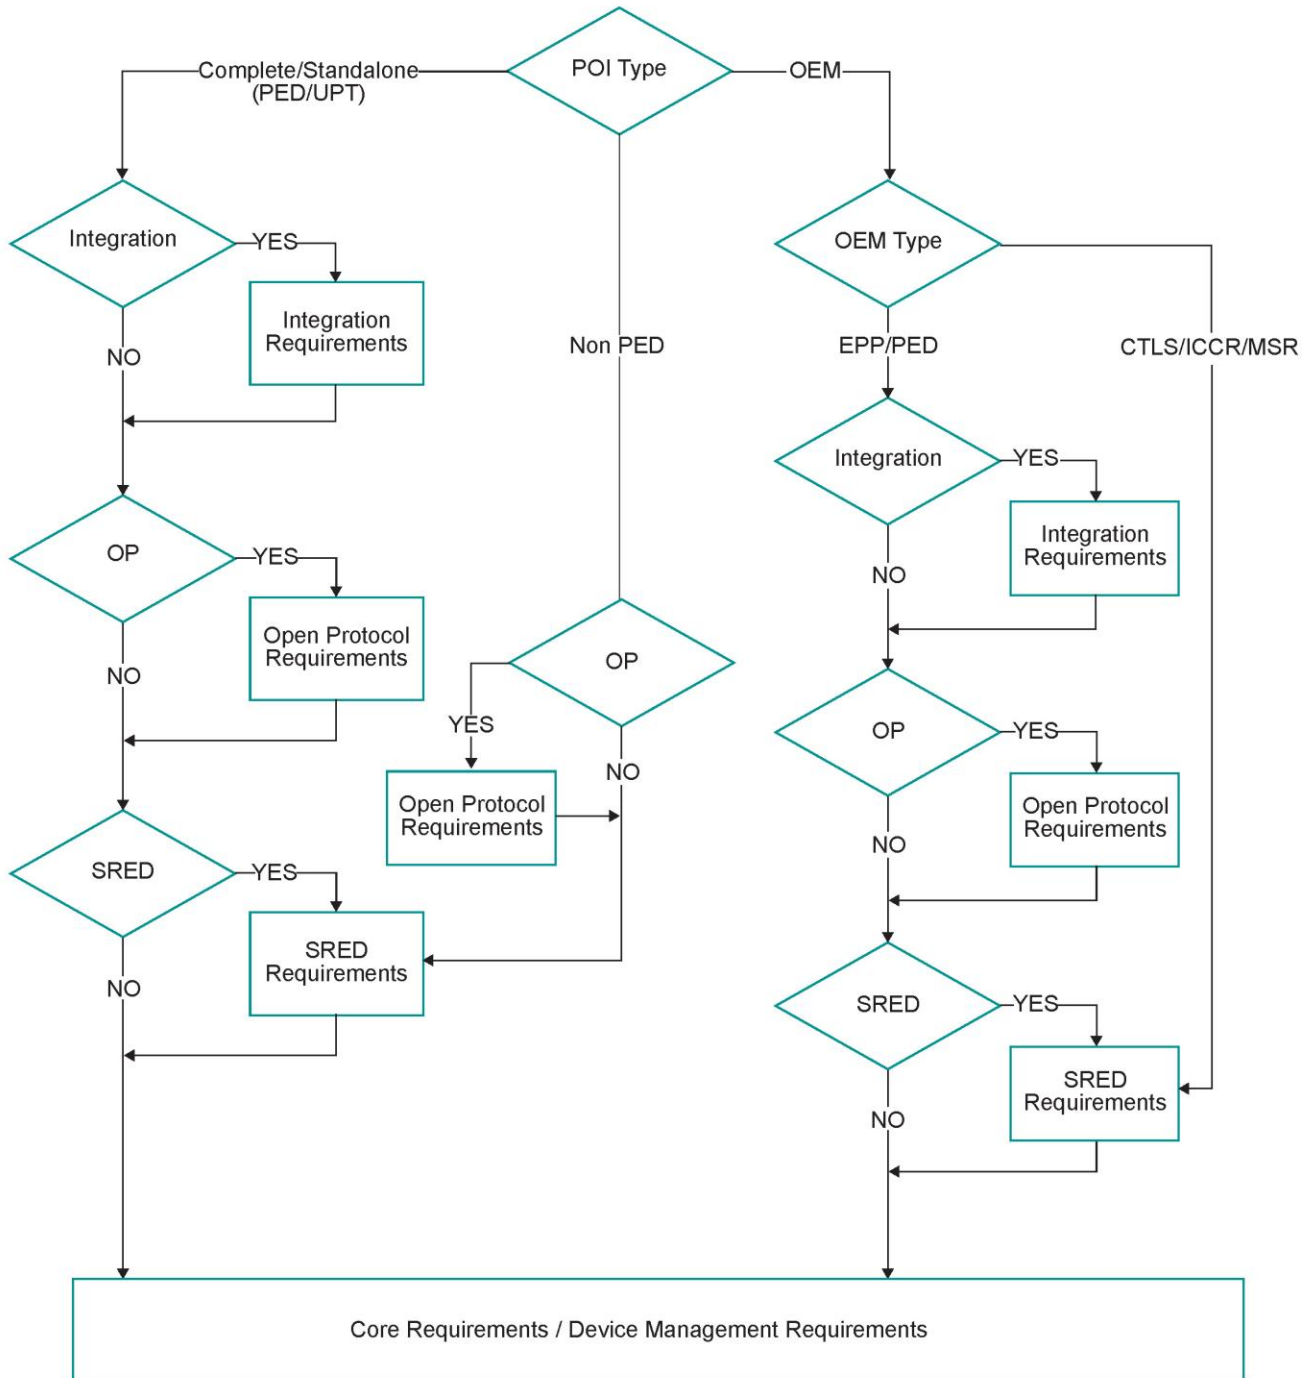 POI Type
Complete/Standalone
(PED/UPT)
OEM
Integration
YES
Integration
Requirements
NO
OEM Type
Non PED
EPP/PED
CTLS/ICCR/MSR
Integration
YES
Integration
Requirements
NO
OP
YES
Open Protocol
Requirements
NO
OP
YES
NO
Open Protocol
Requirements
OP
YES
Open Protocol
Requirements
NO
SRED
YES
SRED
Requirements
NO
SRED
YES
SRED
Requirements
NO
Core Requirements / Device Management Requirements